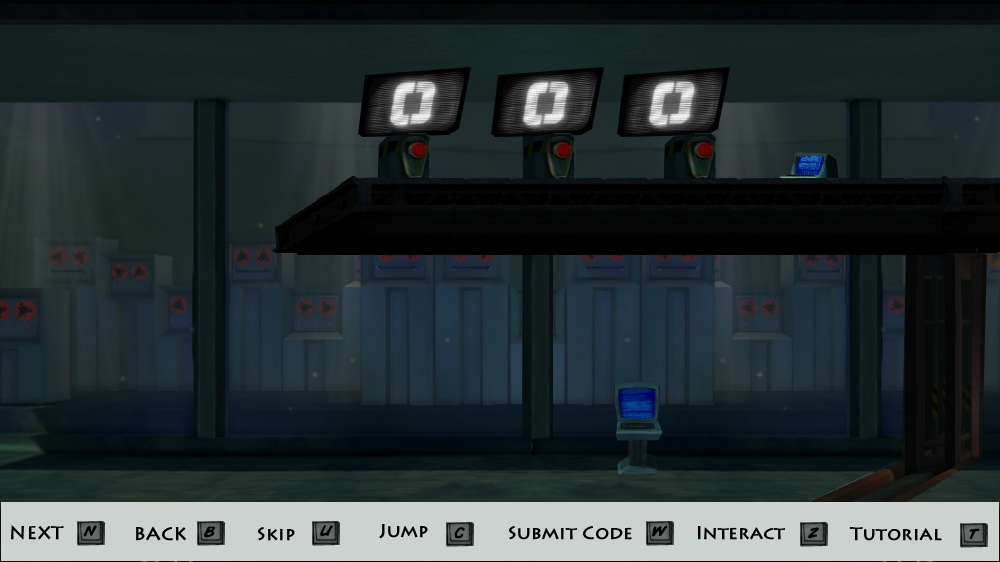 0 0 0
NEXT N BACK B SKIP U JUMP C SUBMIT CODE W INTERACT Z TUTORIAL T